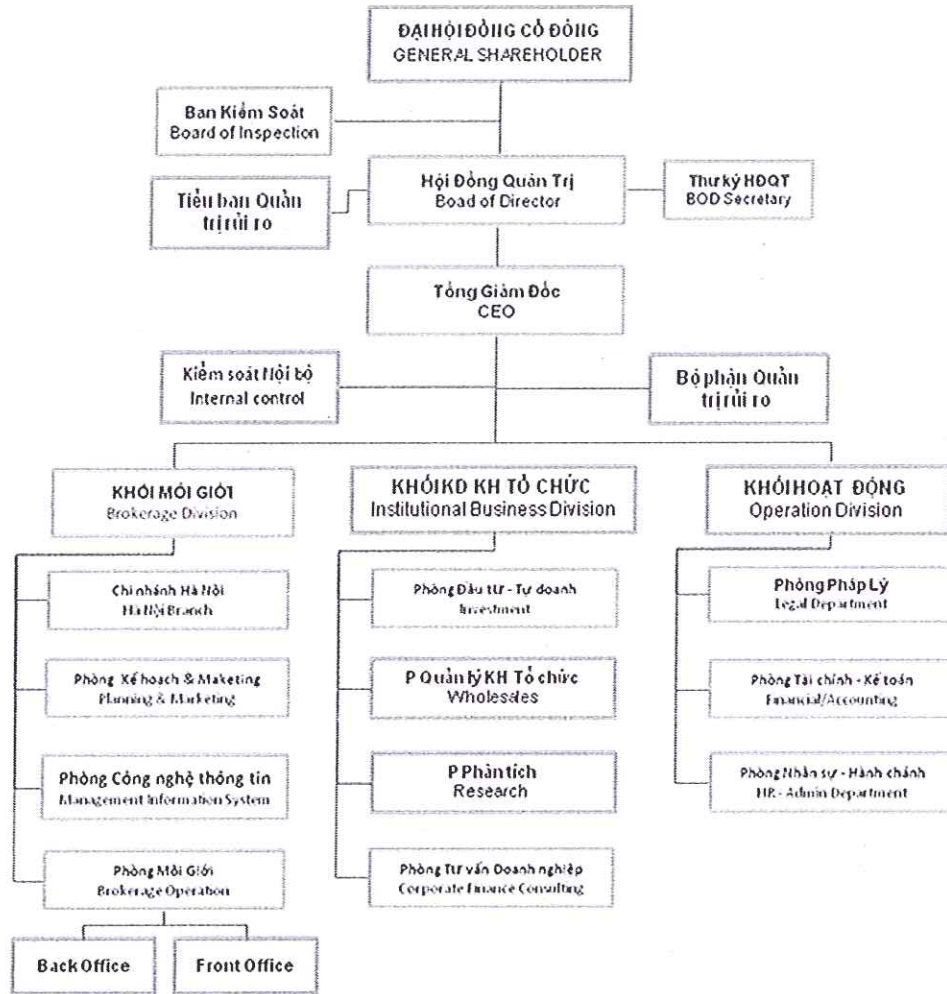 ĐẠI HỘI ĐỒNG CỔ ĐÔNG
GENERAL SHAREHOLDER
Ban Kiểm Soát
Board of Inspection
Hội Đồng Quản Trị
Boad of Director
Thư ký HĐQT
BOD Secretary
Tiểu ban Quản
trị rủi ro
Tổng Giám Đốc
CEO
Kiểm soát Nội bộ
Internal control
Bộ phận Quản
trị rủi ro
KHỐI MÔI GIỚI
Brokerage Division
KHỐI KD KH TỔ CHỨC
Institutional Business Division
KHỐI HOẠT ĐỘNG
Operation Division
Chi nhánh Hà Nội
Hà Nội Branch
Phòng Kế hoạch & Maketing
Planning & Marketing
Phòng Công nghệ thông tin
Management Information System
Phòng Môi Giới
Brokerage Operation
Back Office
Front Office
Phòng Đầu tư - Tự doanh
Investment
P Quản lý KH Tổ chức
Wholesales
P Phân tích
Research
Phòng Tư vấn Doanh nghiệp
Corporate Finance Consulting
Phòng Pháp Lý
Legal Department
Phòng Tài chính - Kế toán
Financial/Accounting
Phòng Nhân sự - Hành chánh
HR - Admin Department